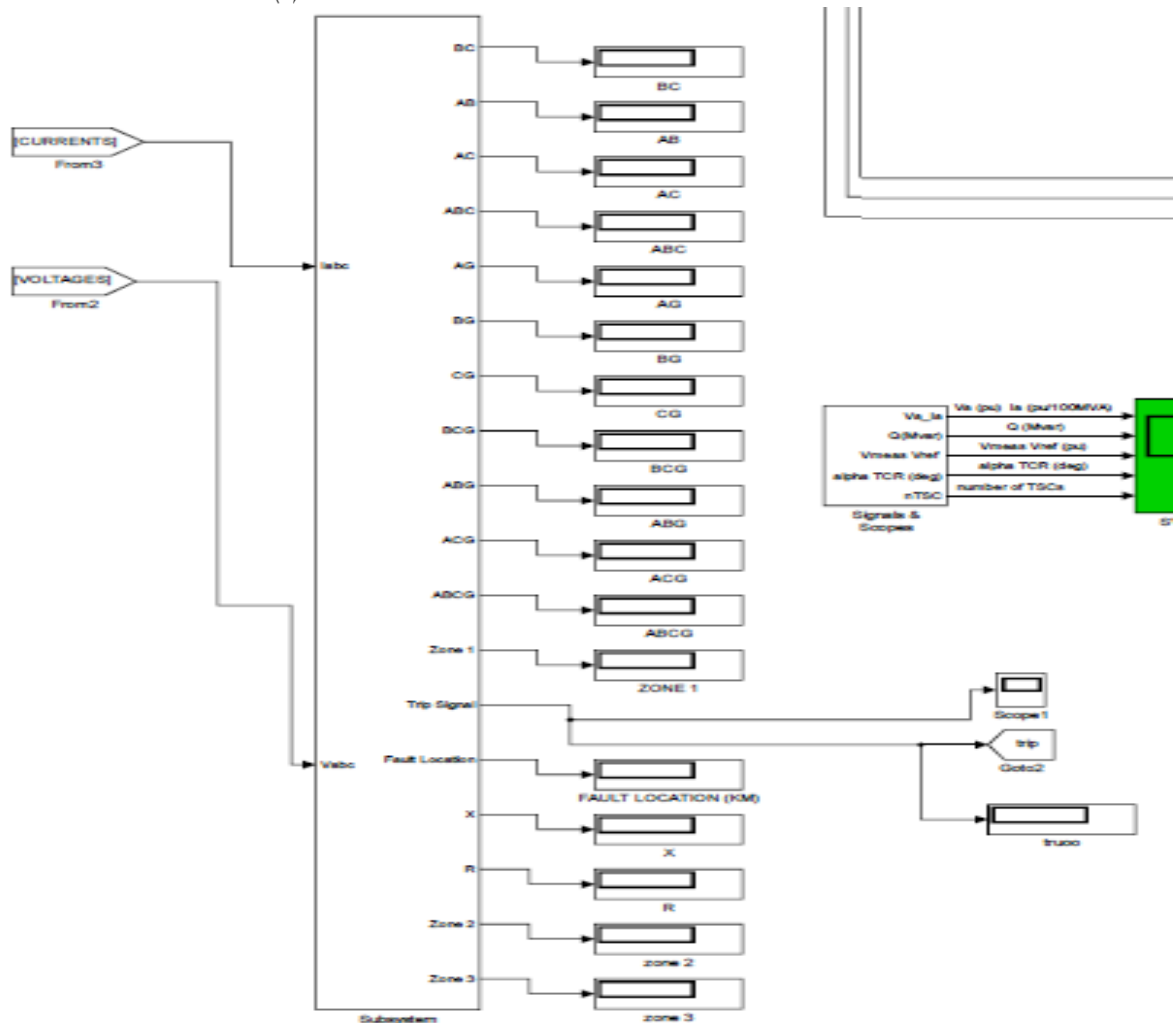 BC
BC
AB
AB
[CURRENTS]
From3
AC
AC
ABC
ABC
Iabc
AG
AG
[VOLTAGES]
From2
BG
BG
CG
CG
BCG
BCG
ABG
ABG
ACG
ACG
ABCG
ABCG
Zone 1
ZONE 1
Trip Signal
Vabc
Fault Location
FAULT LOCATION (KM)
X
X
R
R
Zone 2
zone 2
Zone 3
zone 3
Subsystem
Va_Ia
Va (pu) Ia (pu/100MVA)
Q(Mvar)
Q (Mvar)
Vmeas Vref
Vmeas Vref (pu)
alpha TCR (deg)
alpha TCR (deg)
nTSC
number of TSCs
Signals &
Scopes
Scope1
trip
Goto2